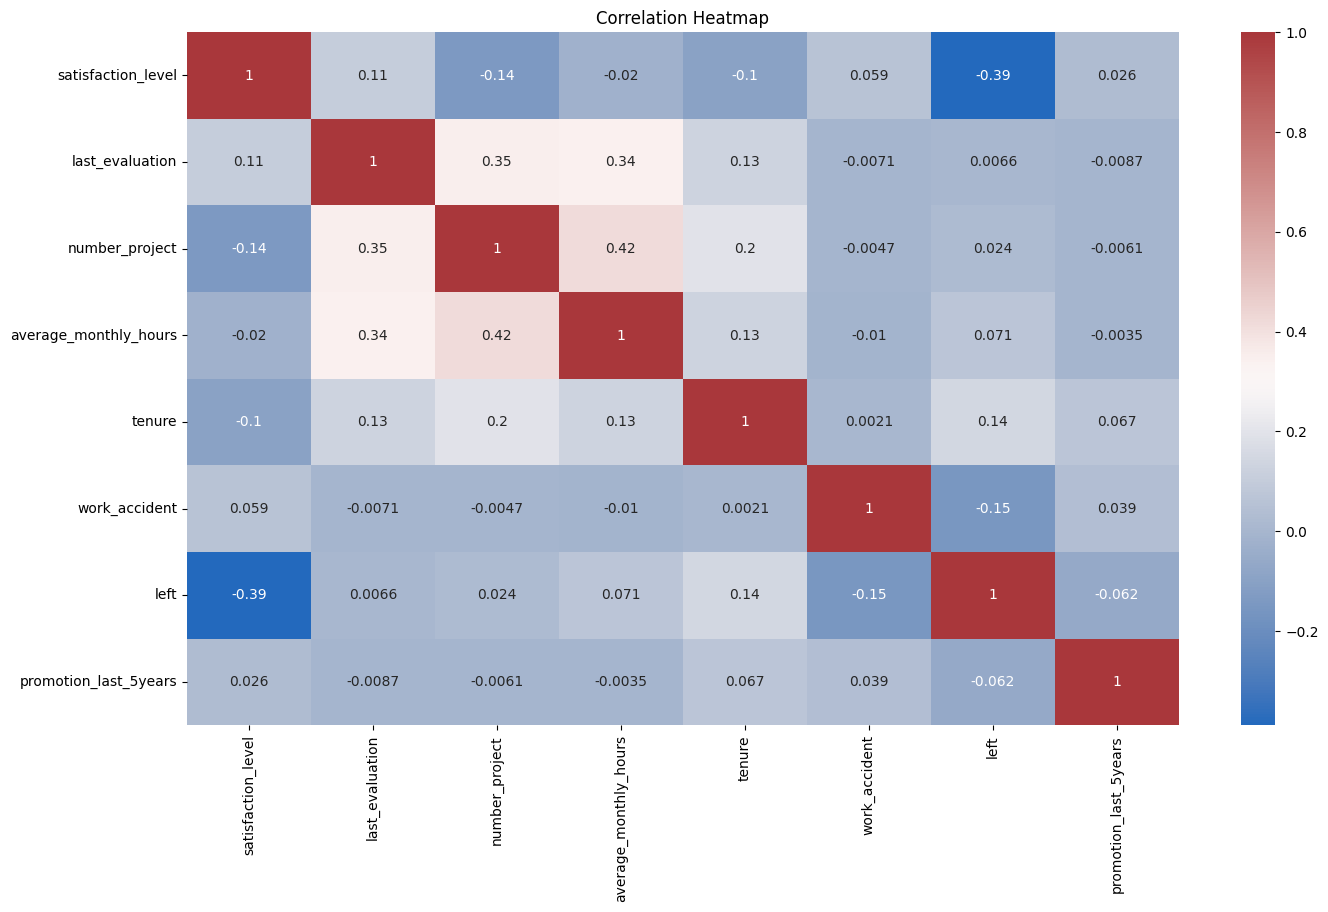 Correlation Heatmap
satisfaction_level 1 0.11 -0.14 -0.02 -0.1 0.059 -0.39 0.026
last_evaluation 0.11 1 0.35 0.34 0.13 -0.0071 0.0066 -0.0087
number_project -0.14 0.35 1 0.42 0.2 -0.0047 0.024 -0.0061
average_monthly_hours -0.02 0.34 0.42 1 0.13 -0.01 0.071 -0.0035
tenure -0.1 0.13 0.2 0.13 1 0.0021 0.14 0.067
work_accident 0.059 -0.0071 -0.0047 -0.01 0.0021 1 -0.15 0.039
left -0.39 0.0066 0.024 0.071 0.14 -0.15 1 -0.062
promotion_last_5years 0.026 -0.0087 -0.0061 -0.0035 0.067 0.039 -0.062 1
satisfaction_level
last_evaluation
number_project
average_monthly_hours
tenure
work_accident
left
promotion_last_5years
1.0
0.8
0.6
0.4
0.2
0.0
−0.2